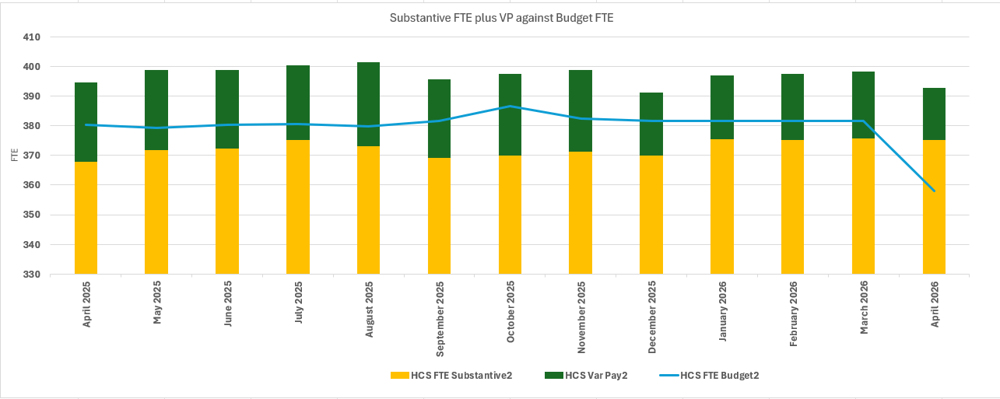 Substantive FTE plus VP against Budget FTE
410
400
390
380
370
360
350
340
330
FTE
April 2025
May 2025
June 2025
July 2025
August 2025
September 2025
October 2025
November 2025
December 2025
January 2026
February 2026
March 2026
April 2026
HCS FTE Substantive2
HCS Var Pay2
HCS FTE Budget2